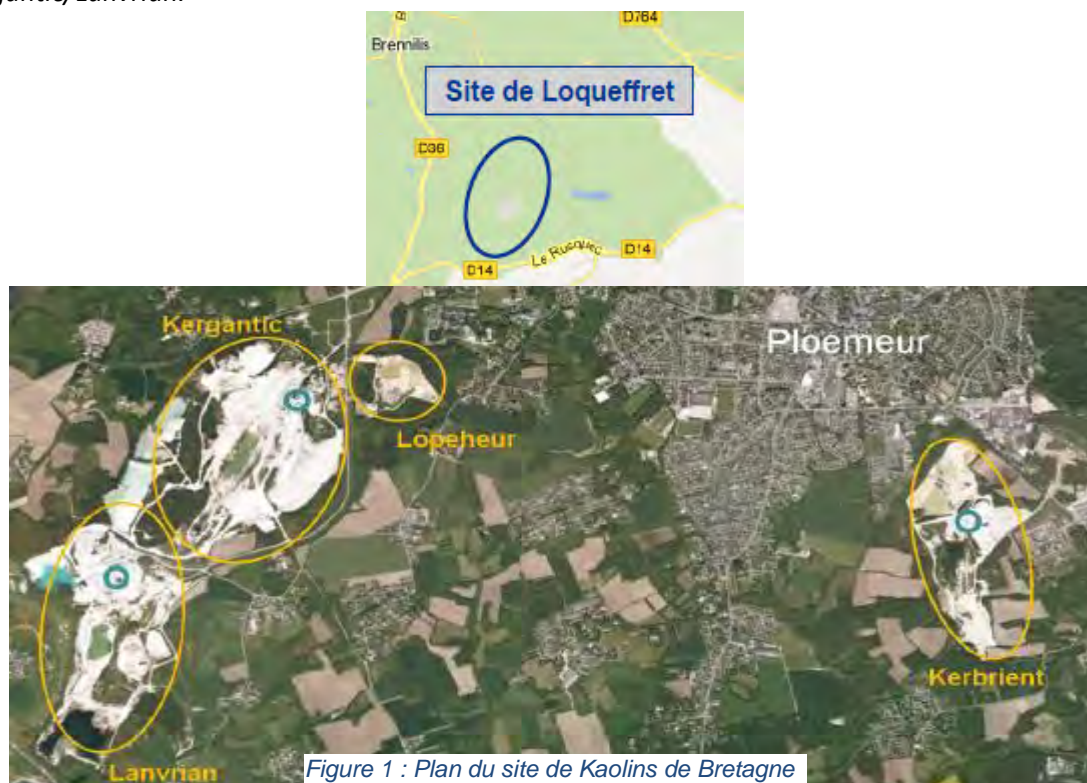 Brennilis
D764
Site de Loqueffret
D36
Le Rusquec
D14
D14
Kergantic
Ploemeur
Lopeheur
Kerbrient
Lanvrian
Figure 1 : Plan du site de Kaolins de Bretagne